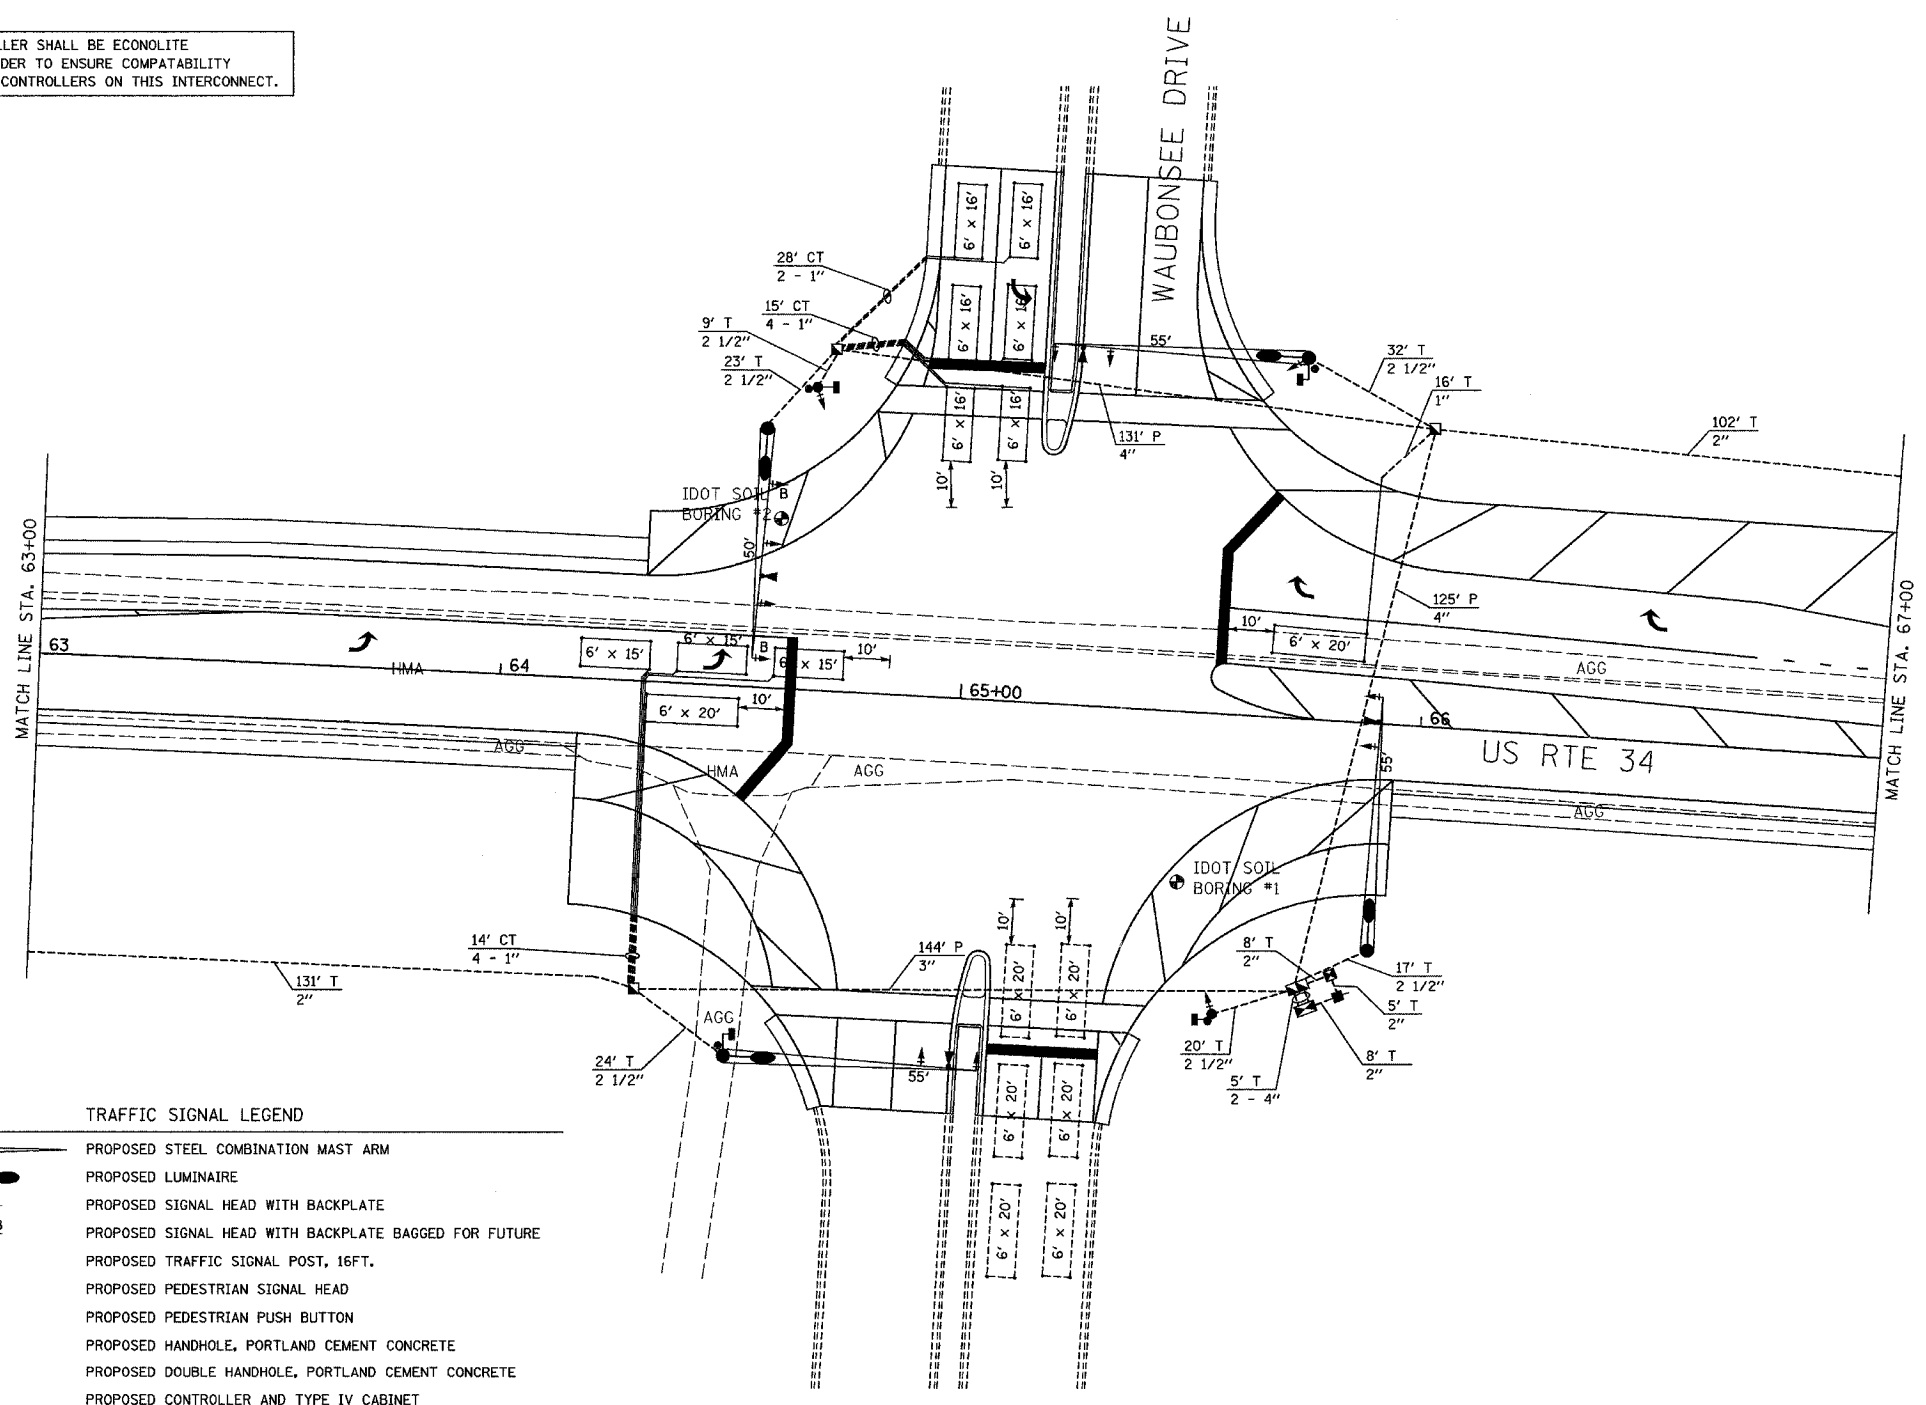 LLER SHALL BE ECONOLITE
DER TO ENSURE COMPATABILITY
CONTROLLERS ON THIS INTERCONNECT.
WAUBONSEE DRIVE
6' x 16'
6' x 16'
28' CT
2 - 1"
15' CT
4 - 1"
6' x 16'
6' x 16'
9' T
2 1/2"
23' T
2 1/2"
55'
32' T
2 1/2"
16' T
1"
6' x 16'
6' x 16'
131' P
4"
102' T
2"
10'
10'
IDOT SOIL
BORING #2
B
50'
MATCH LINE STA. 63+00
63
64
HMA
6' x 15'
6' x 15'
B
6' x 15'
10'
6' x 20'
10'
65+00
10'
6' x 20'
125' P
4"
AGG
66
US RTE 34
MATCH LINE STA. 67+00
AGG
HMA
AGG
55'
AGG
IDOT SOIL
BORING #1
10'
10'
14' CT
4 - 1"
144' P
3"
8' T
2"
17' T
2 1/2"
131' T
2"
6' x 20'
6' x 20'
5' T
2"
AGG
24' T
2 1/2"
55'
20' T
2 1/2"
5' T
2 - 4"
8' T
2"
6' x 20'
6' x 20'
6' x 20'
6' x 20'
TRAFFIC SIGNAL LEGEND
PROPOSED STEEL COMBINATION MAST ARM
PROPOSED LUMINAIRE
PROPOSED SIGNAL HEAD WITH BACKPLATE
PROPOSED SIGNAL HEAD WITH BACKPLATE BAGGED FOR FUTURE
PROPOSED TRAFFIC SIGNAL POST, 16FT.
PROPOSED PEDESTRIAN SIGNAL HEAD
PROPOSED PEDESTRIAN PUSH BUTTON
PROPOSED HANDHOLE, PORTLAND CEMENT CONCRETE
PROPOSED DOUBLE HANDHOLE, PORTLAND CEMENT CONCRETE
PROPOSED CONTROLLER AND TYPE IV CABINET